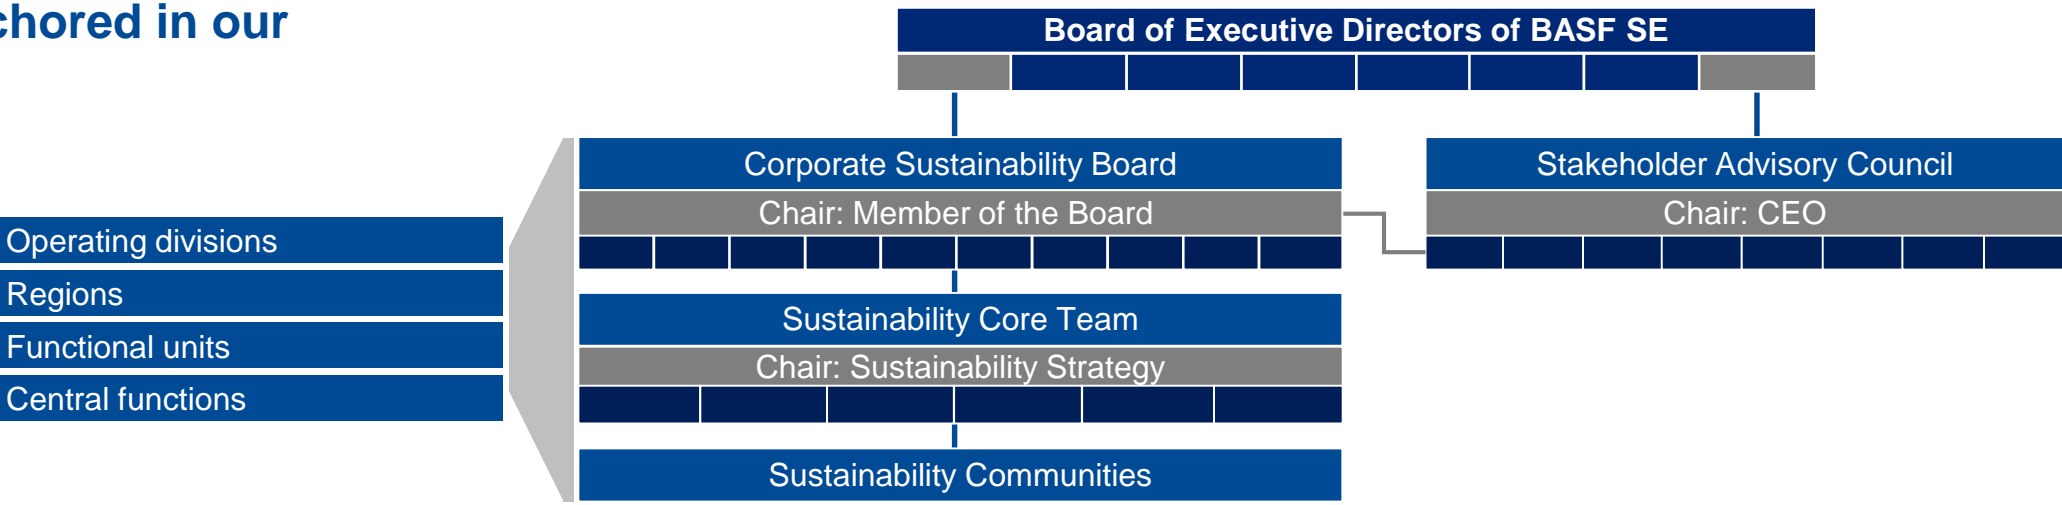 chored in our
Board of Executive Directors of BASF SE
Corporate Sustainability Board
Chair: Member of the Board
Stakeholder Advisory Council
Chair: CEO
Operating divisions
Regions
Functional units
Central functions
Sustainability Core Team
Chair: Sustainability Strategy
Sustainability Communities